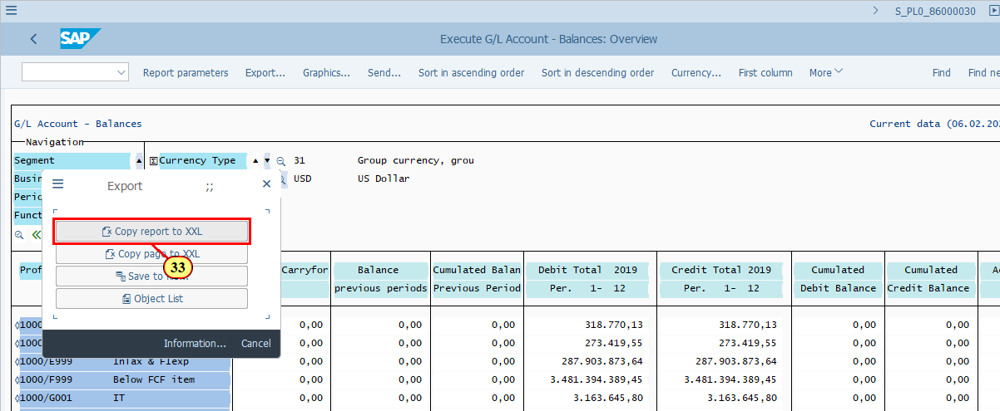 S_PL0_86000030
SAP
Execute G/L Account - Balances: Overview
Report parameters Export... Graphics... Send... Sort in ascending order Sort in descending order Currency... First column More Find Find ne
G/L Account - Balances Current data (06.02.20
Navigation
Segment Currency Type 31 Group currency, grou
Busin USD US Dollar
Perio
Funct
Export ;;
Copy report to XXL
Copy page to XXL
33
Save to
Object List
Information... Cancel
Prof Carryfor Balance Cumulated Balan Debit Total 2019 Credit Total 2019 Cumulated Cumulated Ac
previous periods Previous Period Per. 1- 12 Per. 1- 12 Debit Balance Credit Balance
1000 0,00 0,00 0,00 318.770,13 318.770,13 0,00 0,00
1000 0,00 0,00 0,00 273.419,55 273.419,55 0,00 0,00
1000/E999 InTax & FIexp 0,00 0,00 0,00 287.903.873,64 287.903.873,64 0,00 0,00
1000/F999 Below FCF item 0,00 0,00 0,00 3.481.394.389,45 3.481.394.389,45 0,00 0,00
1000/G001 IT 0,00 0,00 0,00 3.163.645,80 3.163.645,80 0,00 0,00